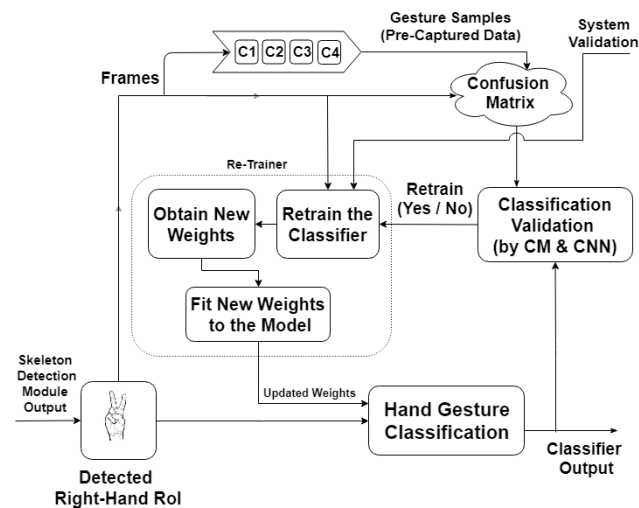 Gesture Samples
(Pre-Captured Data)
System
Validation
C1 C2 C3 C4
Frames
Confusion
Matrix
Re-Trainer
Retrain
(Yes / No)
Classification
Validation
(by CM & CNN)
Obtain New
Weights
Retrain the
Classifier
Fit New Weights
to the Model
Skeleton
Detection
Module
Output
Updated Weights
Hand Gesture
Classification
Classifier
Output
Detected
Right-Hand RoI